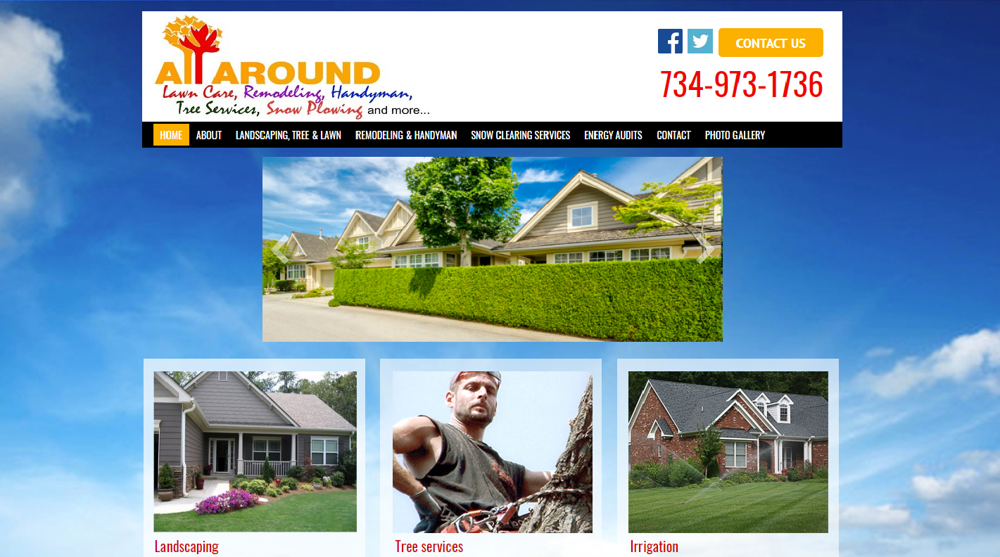 All AROUND
Lawn Care, Remodeling, Handyman,
Tree Services, Snow Plowing and more...
CONTACT US
734-973-1736
HOME ABOUT LANDSCAPING, TREE & LAWN REMODELING & HANDYMAN SNOW CLEARING SERVICES ENERGY AUDITS CONTACT PHOTO GALLERY
Landscaping Tree services Irrigation